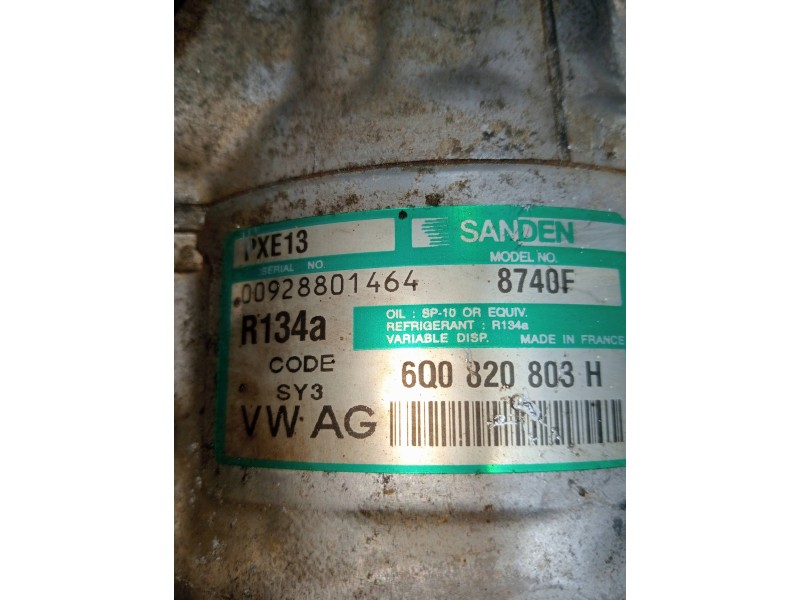 PXE13 SANDEN
SERIAL NO MODEL NO.
00928801464 8740F
R134a OIL : SP-10 OR EQUIV.
REFRIGERANT : R134a
VARIABLE DISP. MADE IN FRANCE
CODE 6Q0 820 803 H
SY3
VW AG